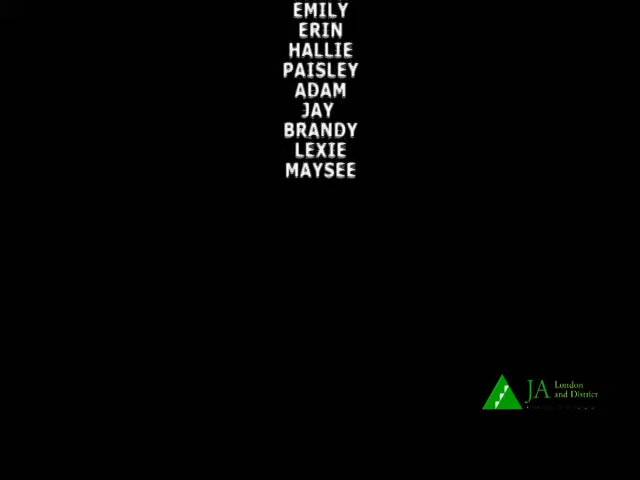 EMILY
ERIN
HALLIE
PAISLEY
ADAM
JAY
BRANDY
LEXIE
MAYSEE
JA London
and District